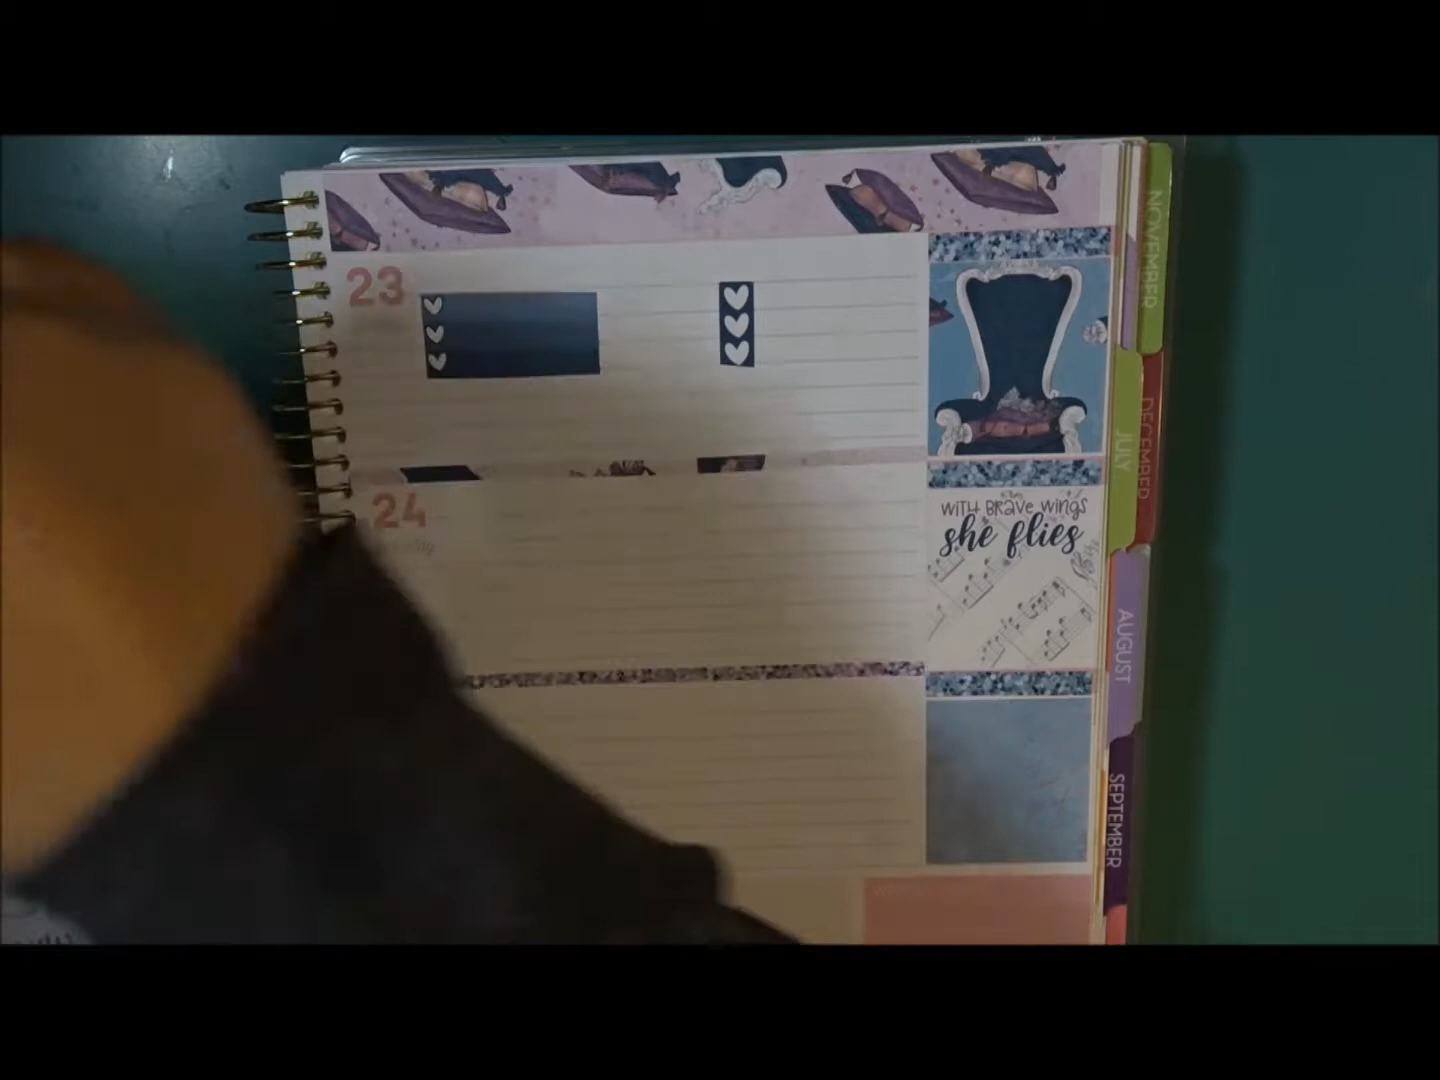 23
24
with Brave wings
she flies
NOVEMBER
DECEMBER
JULY
AUGUST
SEPTEMBER